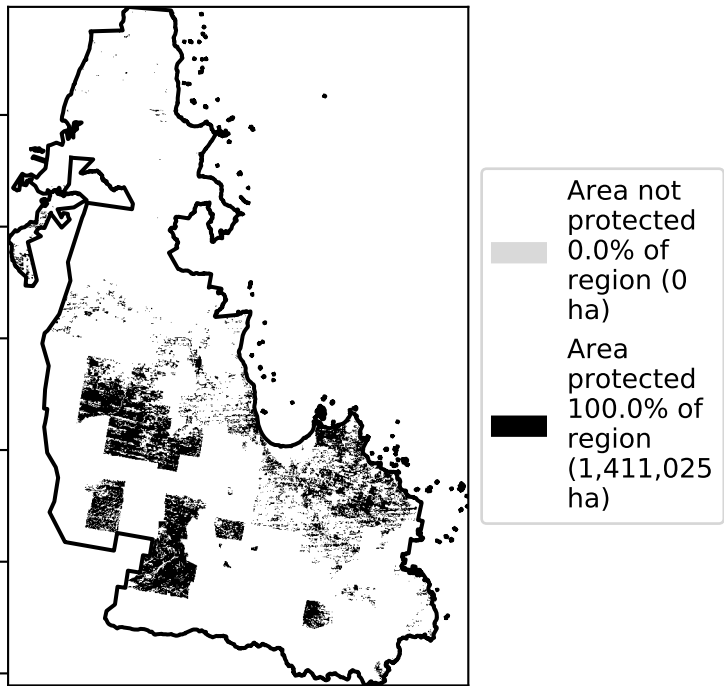 Area not
protected
0.0% of
region (0
ha)
Area
protected
100.0% of
region
(1,411,025
ha)